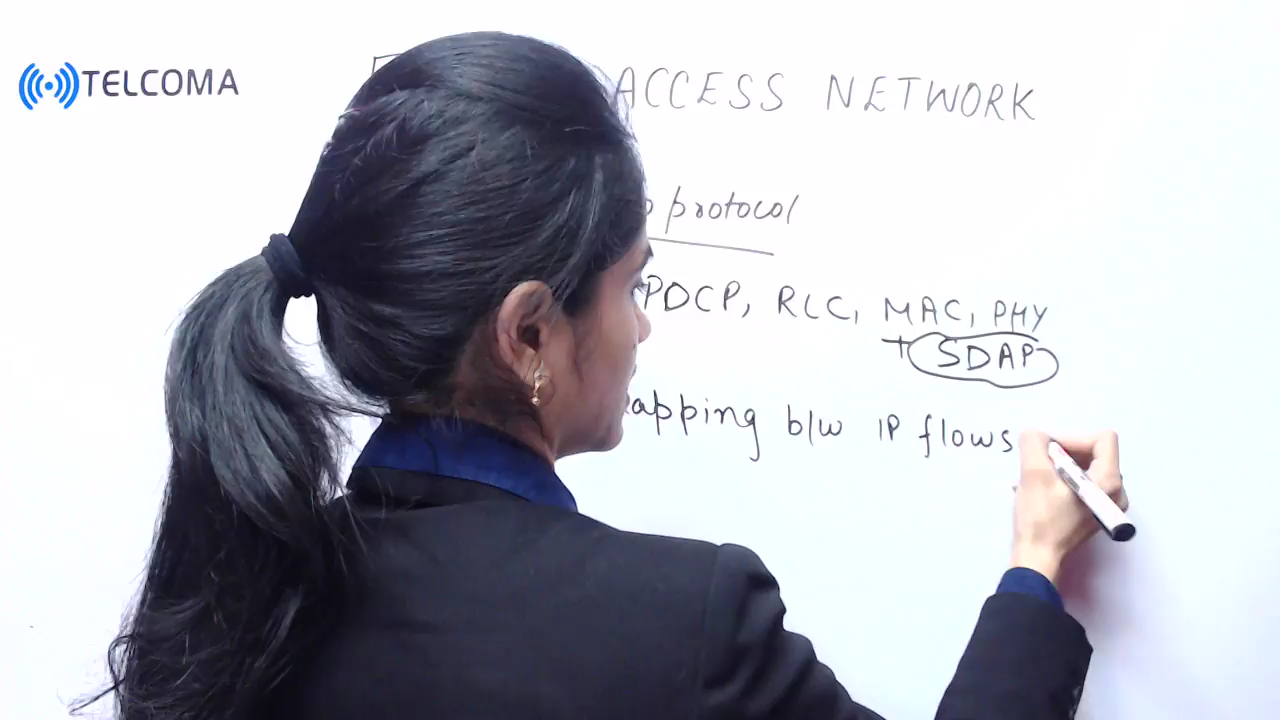 TELCOMA
ACCESS NETWORK
protocol
PDCP, RLC, MAC, PHY
+ SDAP
apping b/w IP flows